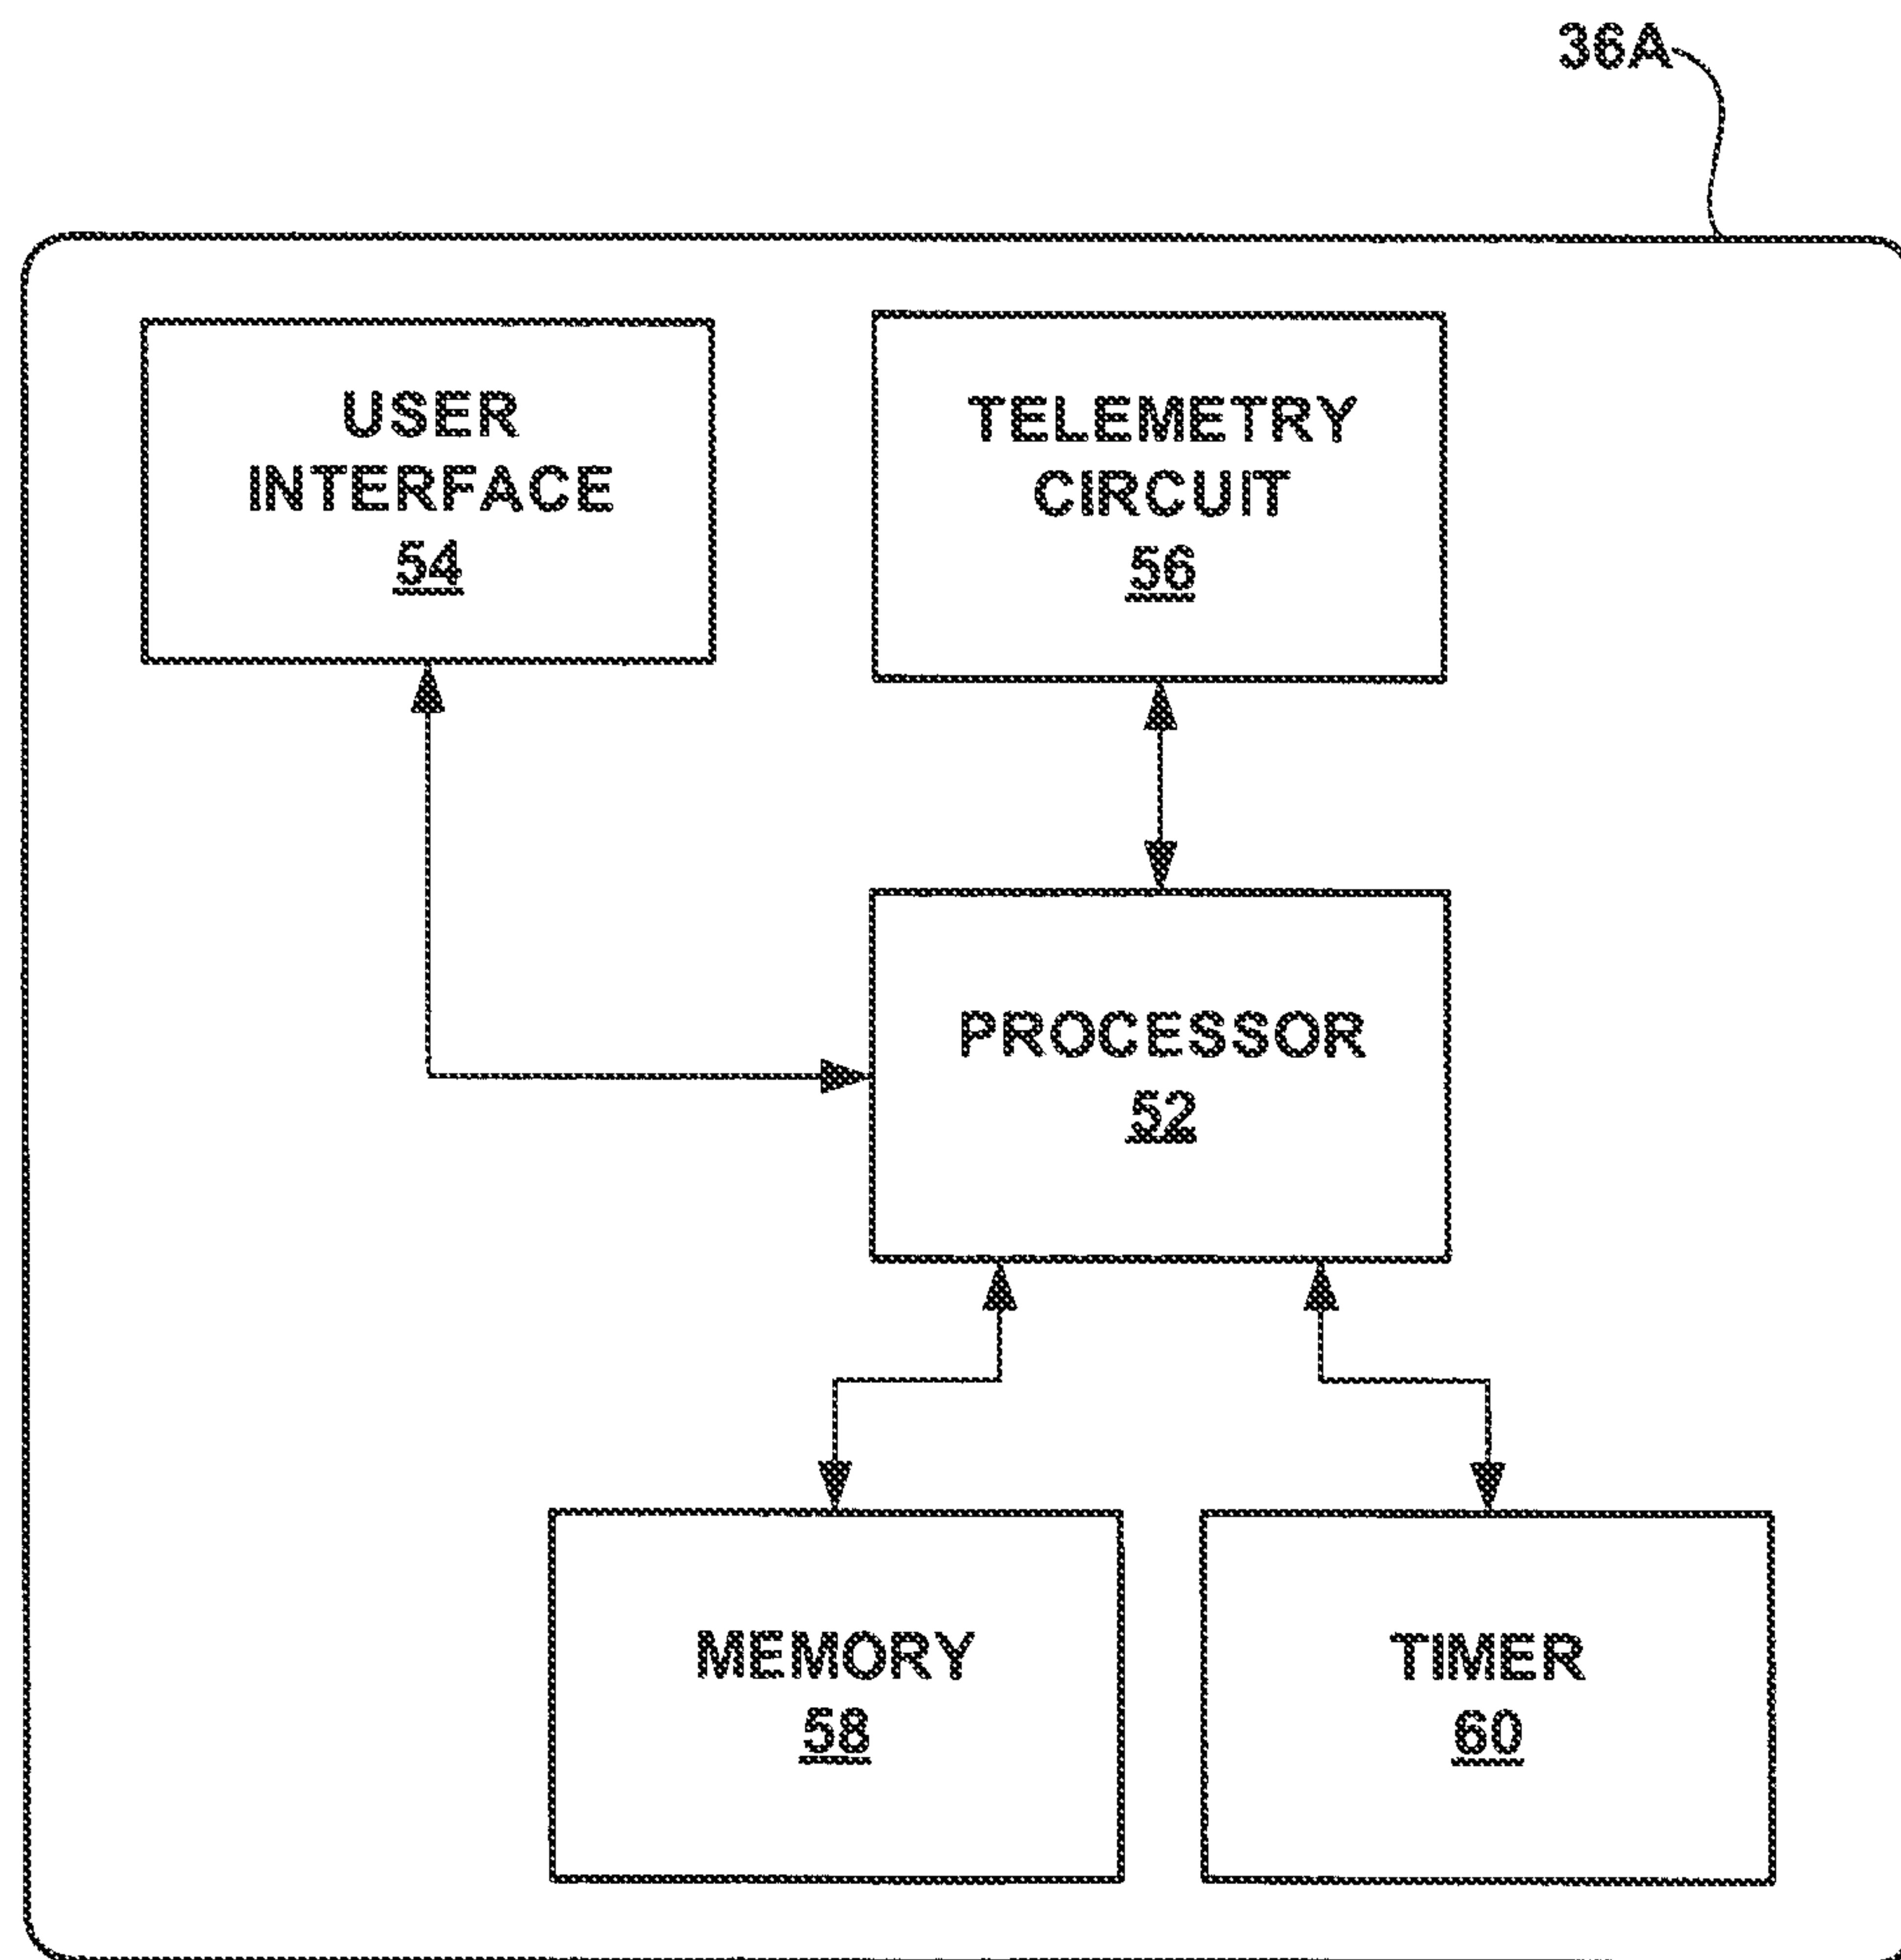 36A
USER
INTERFACE
54
TELEMETRY
CIRCUIT
56
PROCESSOR
52
MEMORY
58
TIMER
60